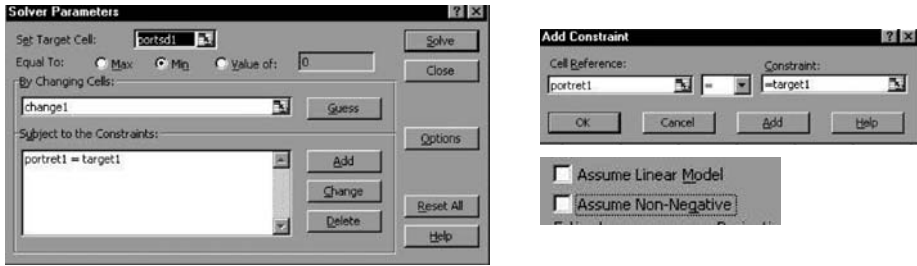 Solver Parameters
Set Target Cell: portsd1 Solve
Equal To: Max Min Value of: 0 Close
By Changing Cells:
change1 Guess
Subject to the Constraints: Options
portret1 = target1 Add
Change
Delete Reset All
Help
Add Constraint
Cell Reference: Constraint:
portret1 = =target1
OK Cancel Add Help
Assume Linear Model
Assume Non-Negative